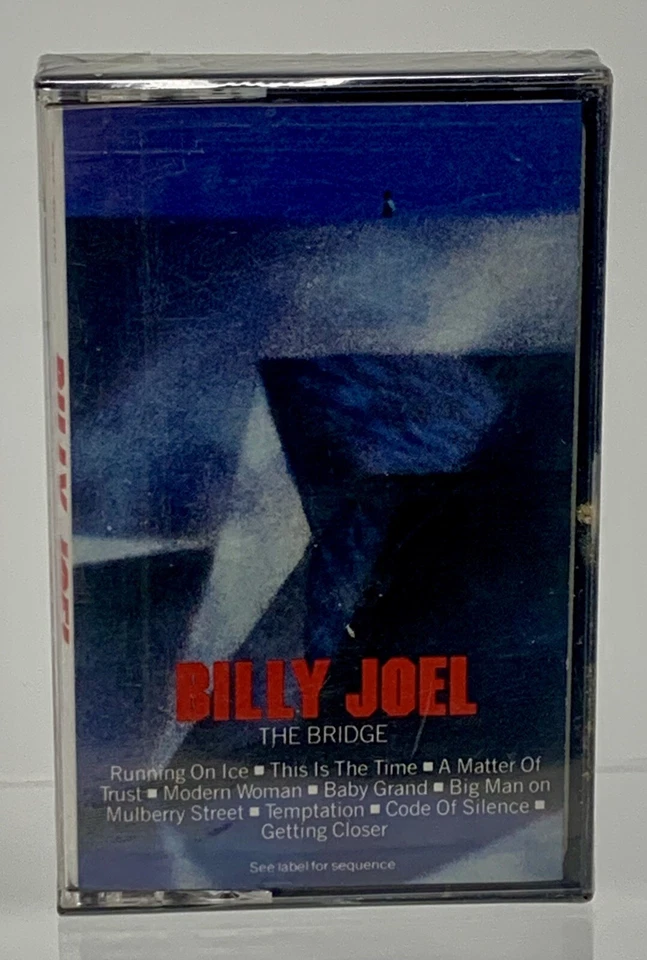 BILLY JOEL
BILLY JOEL
THE BRIDGE
Running On Ice ■ This Is The Time ■ A Matter Of
Trust ■ Modern Woman ■ Baby Grand ■ Big Man on
Mulberry Street ■ Temptation ■ Code Of Silence ■
Getting Closer
See label for sequence